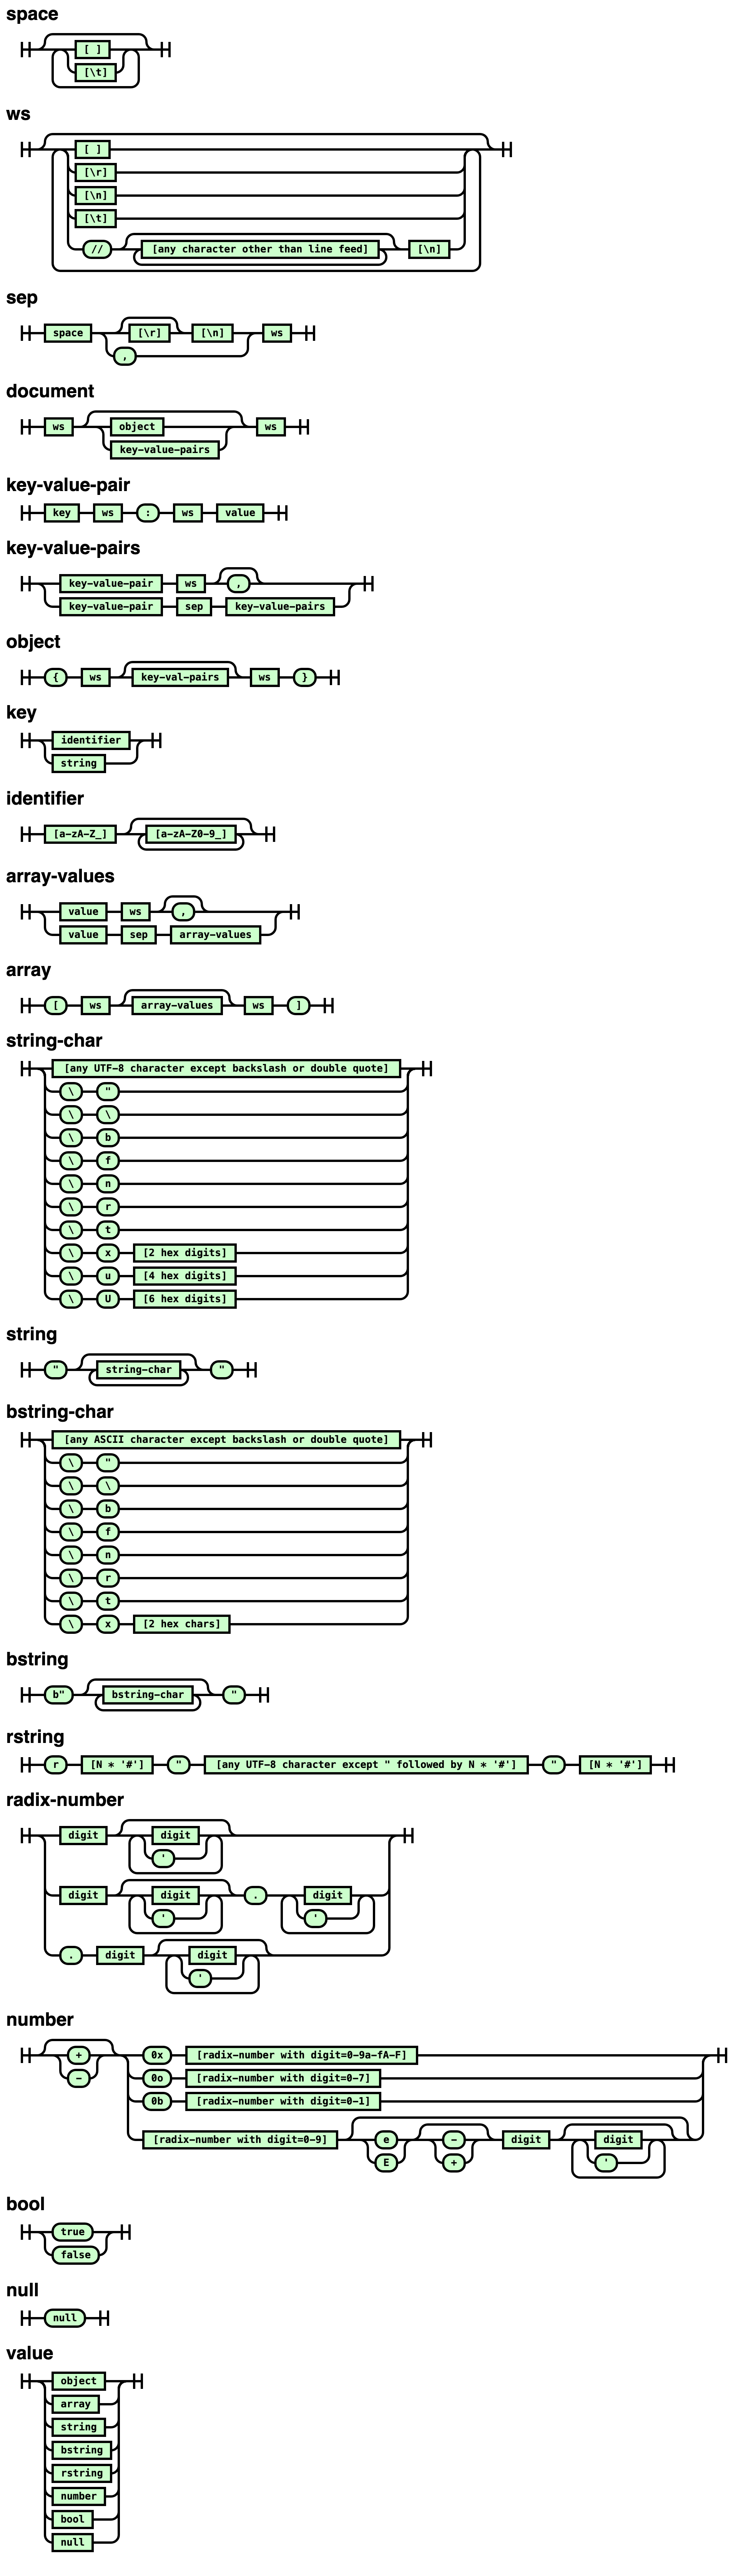 space
[ ]
[\t]
ws
[ ]
[\r]
[\n]
[\t]
// [any character other than line feed] [\n]
sep
space [\r] [\n] ws
,
document
ws object ws
key-value-pairs
key-value-pair
key ws : ws value
key-value-pairs
key-value-pair ws ,
key-value-pair sep key-value-pairs
object
{ ws key-val-pairs ws }
key
identifier
string
identifier
[a-zA-Z_] [a-zA-Z0-9_]
array-values
value ws ,
value sep array-values
array
[ ws array-values ws ]
string-char
[any UTF-8 character except backslash or double quote]
\ "
\ \
\ b
\ f
\ n
\ r
\ t
\ x [2 hex digits]
\ u [4 hex digits]
\ U [6 hex digits]
string
" string-char "
bstring-char
[any ASCII character except backslash or double quote]
\ "
\ \
\ b
\ f
\ n
\ r
\ t
\ x [2 hex chars]
bstring
b" bstring-char "
rstring
r [N * '#'] " [any UTF-8 character except " followed by N * '#'] " [N * '#']
radix-number
digit digit
'
digit digit . digit
' '
. digit digit
'
number
+ 0x [radix-number with digit=0-9a-fA-F]
- 0o [radix-number with digit=0-7]
0b [radix-number with digit=0-1]
[radix-number with digit=0-9] e - digit digit
E + '
bool
true
false
null
null
value
object
array
string
bstring
rstring
number
bool
null